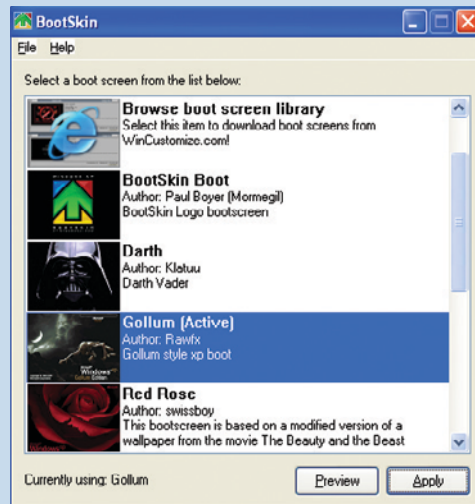 BootSkin
File Help
Select a boot screen from the list below:
Browse boot screen library
Select this item to download boot screens from
WinCustomize.com!
BootSkin Boot
Author: Paul Boyer (Mormegil)
BootSkin Logo bootscreen
Darth
Author: Klatuu
Darth Vader
Gollum (Active)
Author: Rawfx
Gollum style xp boot
Windows
Gollum Edition
Red Rose
Author: swissboy
This bootscreen is based on a modified version of a
wallpaper from the movie The Beauty and the Beast
Currently using: Gollum
Preview Apply